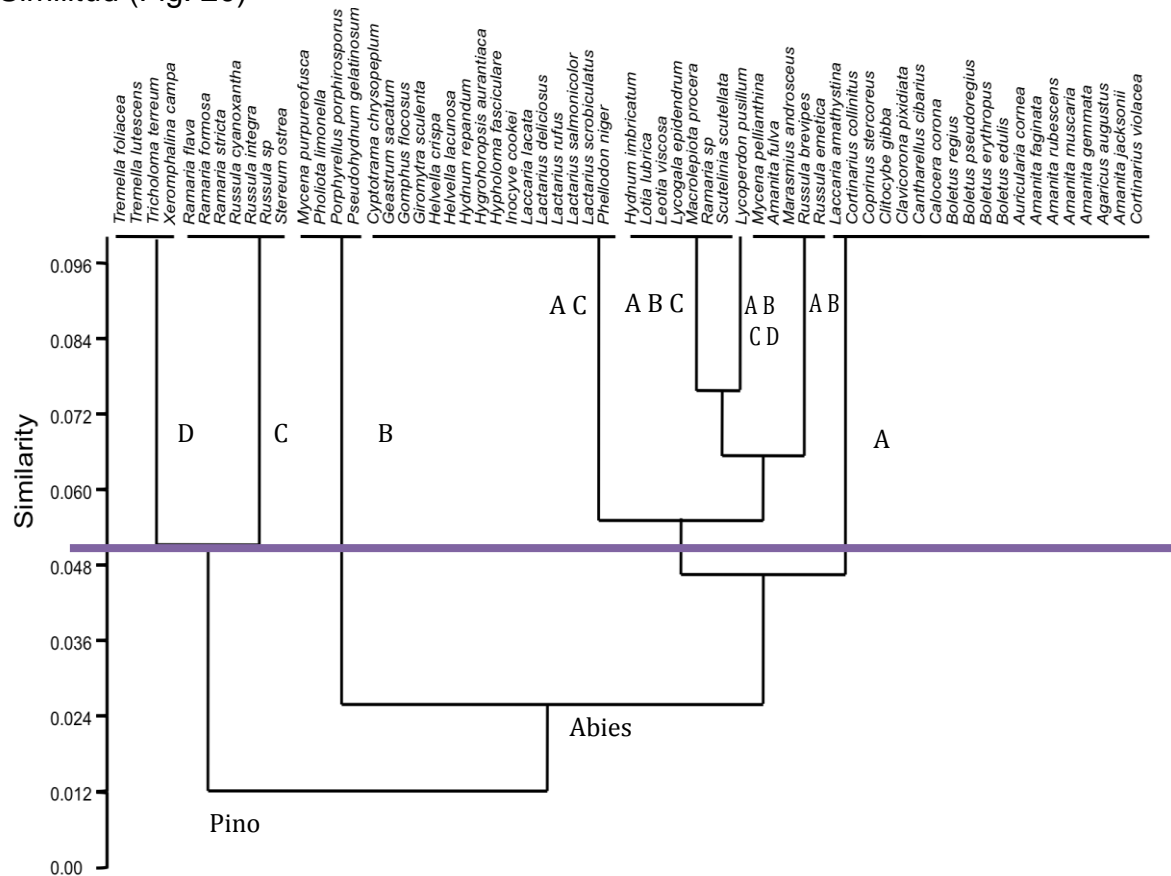 Similitud (Fig. 20)
Tremella foliacea
Tremella lutescens
Tricholoma terreum
Xeromphalina campa
Ramaria flava
Ramaria formosa
Ramaria stricta
Russula cyanoxantha
Russula integra
Russula sp
Stereum ostrea
Mycena purpureofusca
Pholiota limonella
Porphyrellus porphirosporus
Pseudohydnum gelatinosum
Cyptotrama chrysopeplum
Geastrum sacatum
Gomphus flocosus
Giromytra sculenta
Helvella crispa
Helvella lacunosa
Hydnum repandum
Hygrohoropsis aurantiaca
Hypholoma fasciculare
Inocyve cookei
Laccaria lacata
Lactarius deliciosus
Lactarius rufus
Lactarius salmonicolor
Lactarius scrobiculatus
Phellodon niger
Hydnum imbricatum
Lotia lubrica
Leotia viscosa
Lycogala epidendrum
Macrolepiota procera
Ramaria sp
Scutelinia scutellata
Lycoperdon pusillum
Mycena pellianthina
Amanita fulva
Marasmius androsceus
Russula brevipes
Russula emetica
Laccaria amathystina
Cortinarius collinitus
Coprinus stercoreus
Clitocybe gibba
Clavicorona pixidiata
Cantharellus cibarius
Calocera corona
Boletus regius
Boletus pseudoregius
Boletus erythropus
Boletus edulis
Auricularia cornea
Amanita faginata
Amanita rubescens
Amanita muscaria
Amanita gemmata
Agaricus augustus
Amanita jacksonii
Cortinarius violacea
0.096
0.084
0.072
0.060
0.048
0.036
0.024
0.012
0.00
Similarity
A C
A B C
A B
C D
A B
D
C
B
A
Abies
Pino